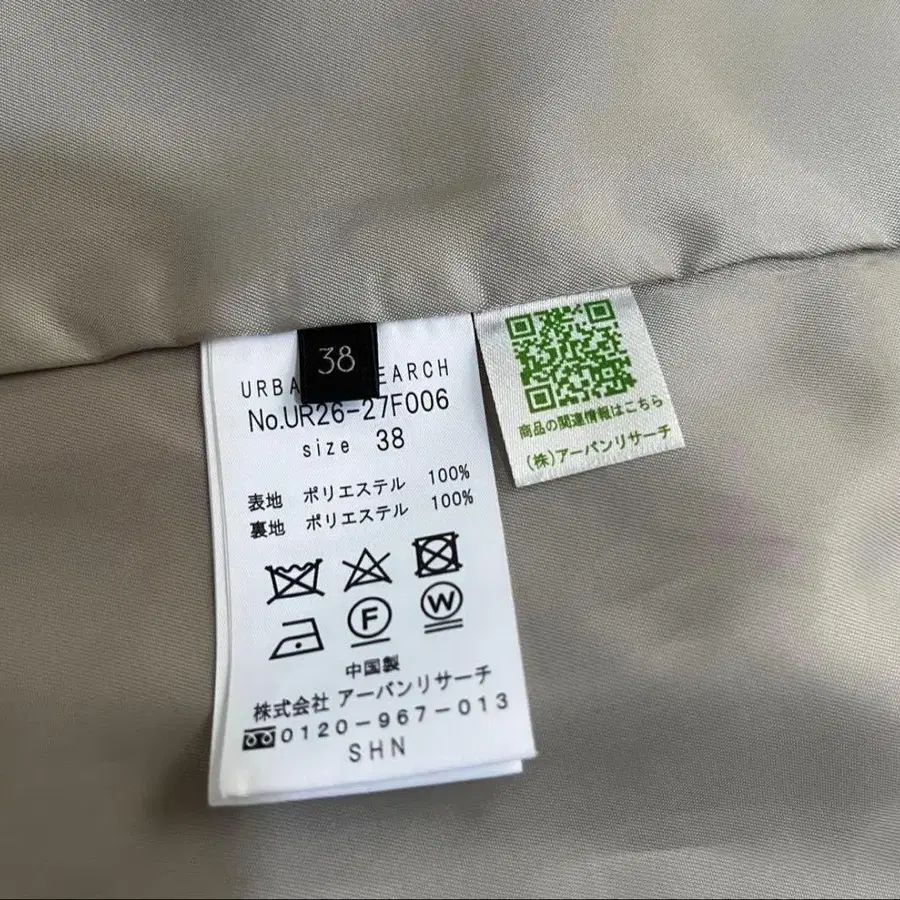 38
URBA EARCH
No.UR26-27F006
size 38
表地 ポリエステル 100%
裏地 ポリエステル 100%
F
W
中国製
株式会社 アーバンリサーチ
0120-967-013
SHN
商品の関連情報はこちら
(株)アーバンリサーチ